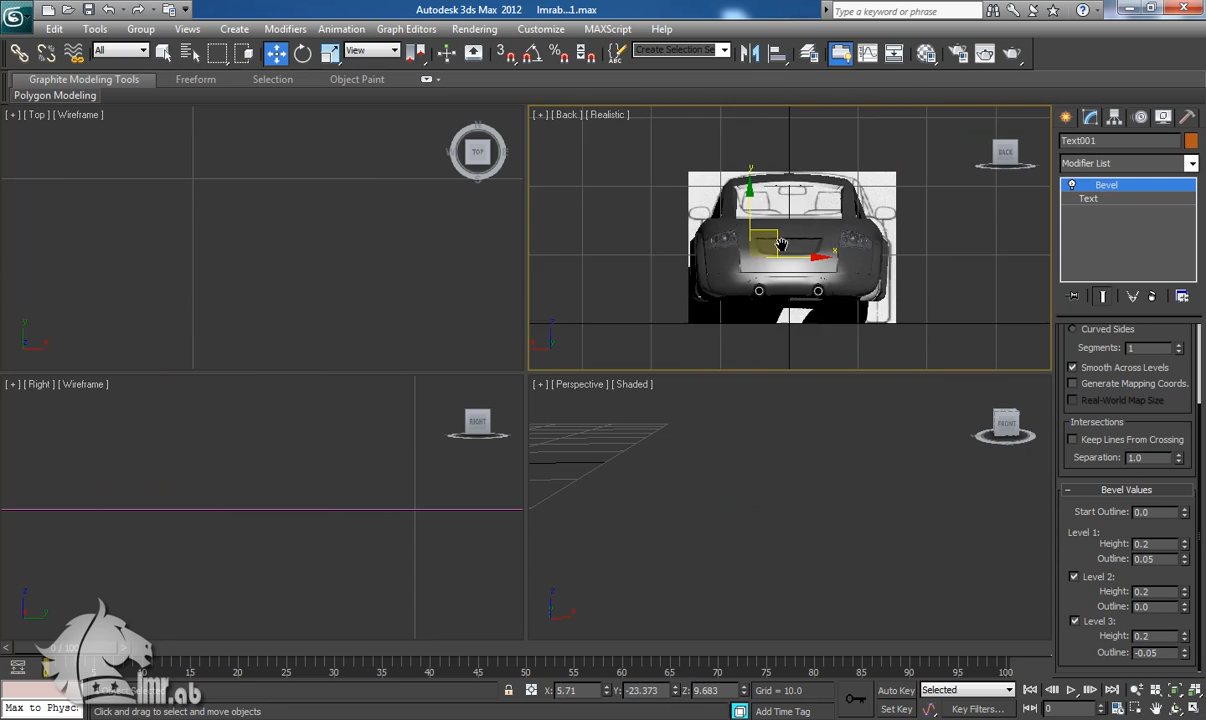 Autodesk 3ds Max 2012 Imrab...1.max
Type a keyword or phrase
Edit Tools Group Views Create Modifiers Animation Graph Editors Rendering Customize MAXScript Help
All View Create Selection Se
Graphite Modeling Tools Freeform Selection Object Paint
Polygon Modeling
[ + ] [ Top ] [ Wireframe ]
TOP
[ + ] [ Back ] [ Realistic ]
BACK
y
x
[ + ] [ Right ] [ Wireframe ]
RIGHT
[ + ] [ Perspective ] [ Shaded ]
FRONT
Text001
Modifier List
Bevel
Text
Curved Sides
Segments: 1
Smooth Across Levels
Generate Mapping Coords.
Real-World Map Size
Intersections
Keep Lines From Crossing
Separation: 1.0
Bevel Values
Start Outline: 0.0
Level 1:
Height: 0.2
Outline: 0.05
Level 2:
Height: 0.2
Outline: 0.0
Level 3:
Height: 0.2
Outline: -0.05
0 / 100
5 10 15 20 25 30 35 40 45 50 55 60 65 70 75 80 85 90 95 100
Imr.ab
X: 5.71 Y: -23.373 Z: 9.683 Grid = 10.0
Auto Key Selected
Max to Physc
Click and drag to select and move objects
Add Time Tag
Set Key Key Filters... 0